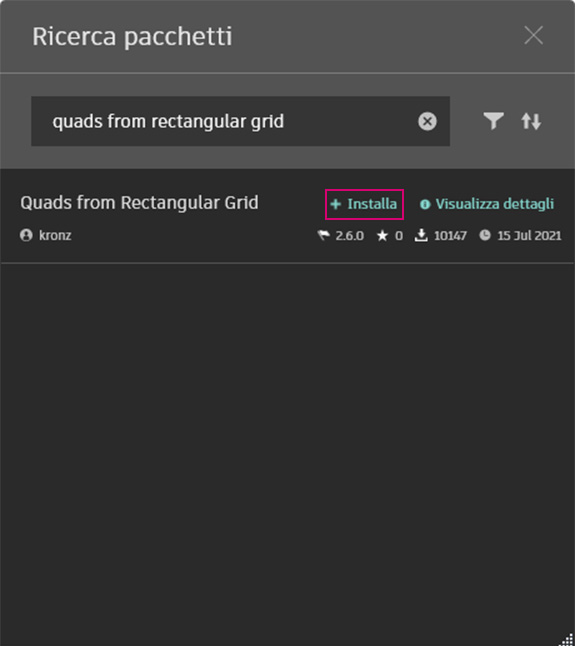 Ricerca pacchetti
quads from rectangular grid
Quads from Rectangular Grid + Installa Visualizza dettagli
kronz 2.6.0 0 10147 15 Jul 2021